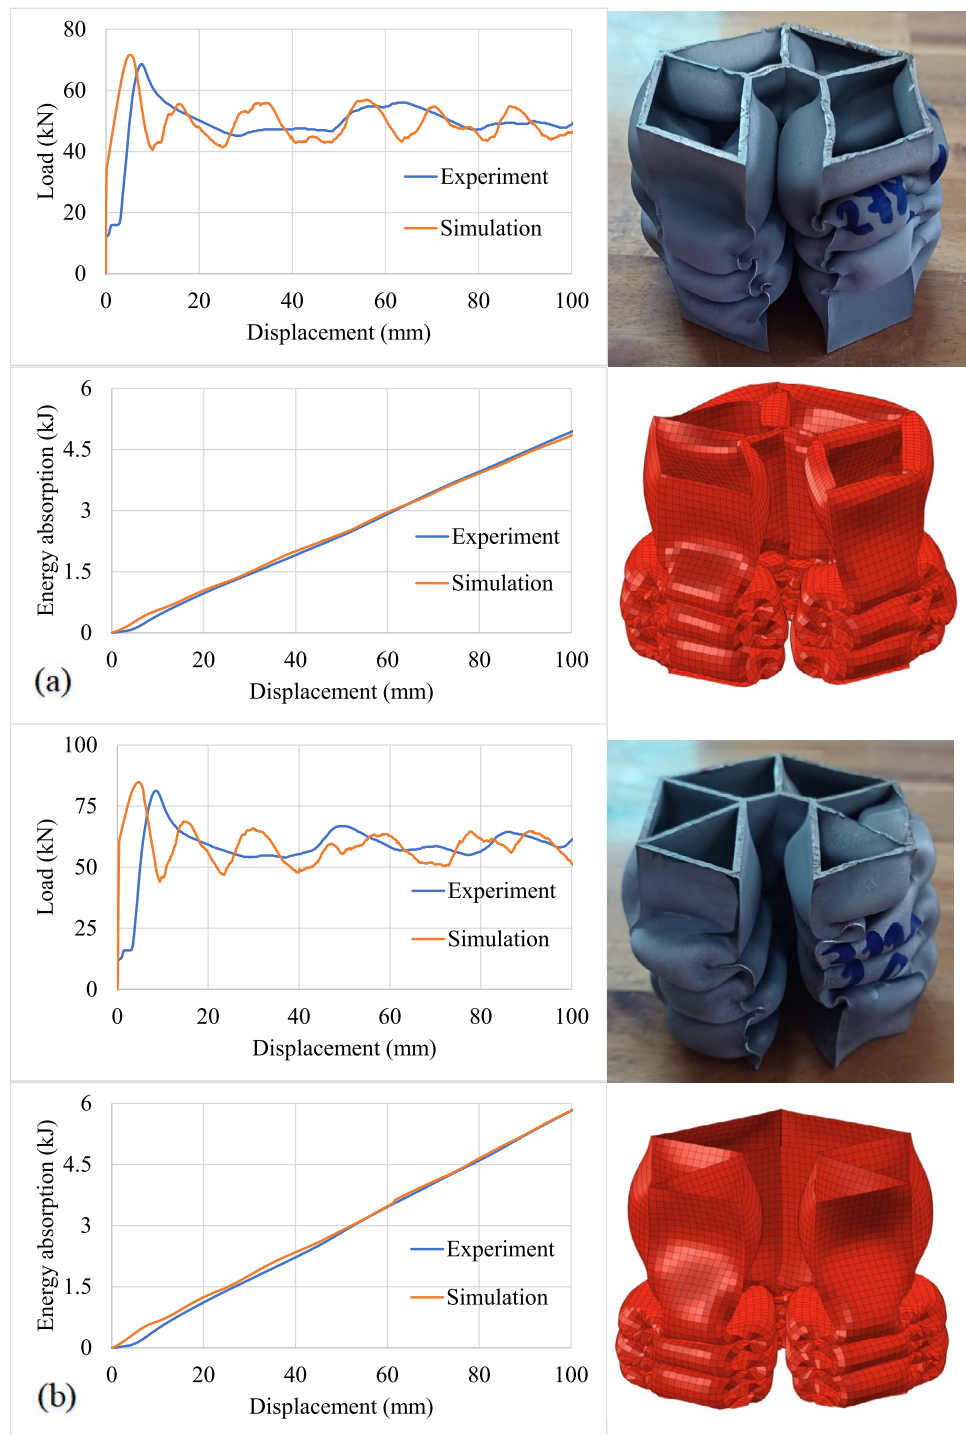 80
60
40
20
0
Load (kN)
Experiment
Simulation
0 20 40 60 80 100
Displacement (mm)
6
4.5
3
1.5
0
Energy absorption (kJ)
Experiment
Simulation
0 20 40 60 80 100
Displacement (mm)
(a)
100
75
50
25
0
Load (kN)
Experiment
Simulation
0 20 40 60 80 100
Displacement (mm)
6
4.5
3
1.5
0
Energy absorption (kJ)
Experiment
Simulation
0 20 40 60 80 100
Displacement (mm)
(b)